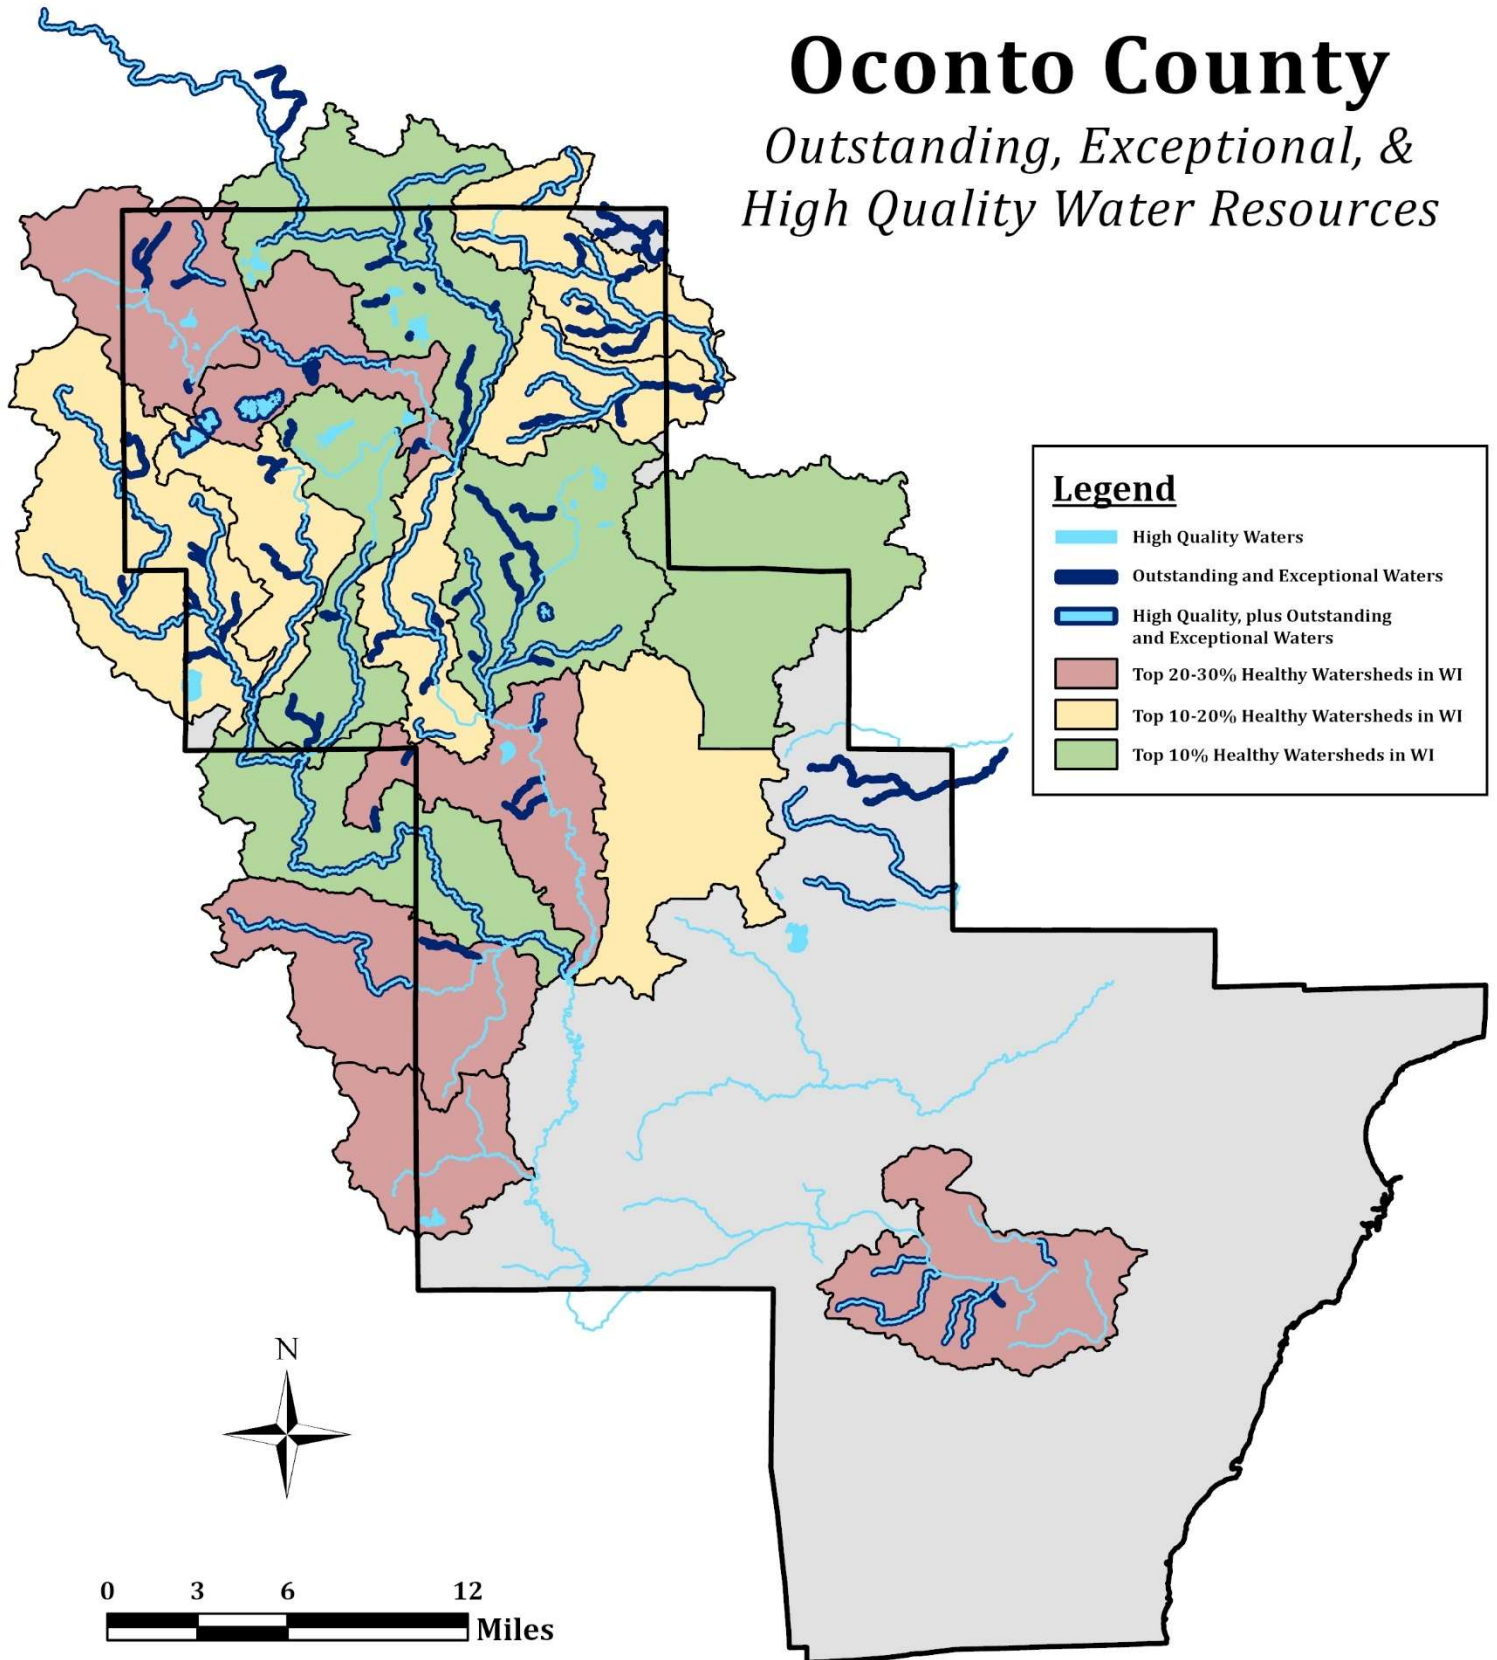 Oconto County
Outstanding, Exceptional, &
High Quality Water Resources
Legend
High Quality Waters
Outstanding and Exceptional Waters
High Quality, plus Outstanding
and Exceptional Waters
Top 20-30% Healthy Watersheds in WI
Top 10-20% Healthy Watersheds in WI
Top 10% Healthy Watersheds in WI
N
0 3 6 12
Miles